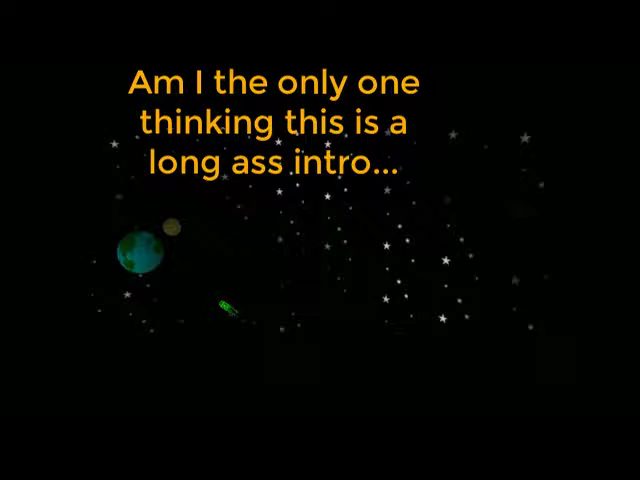 Am I the only one
thinking this is a
long ass intro...